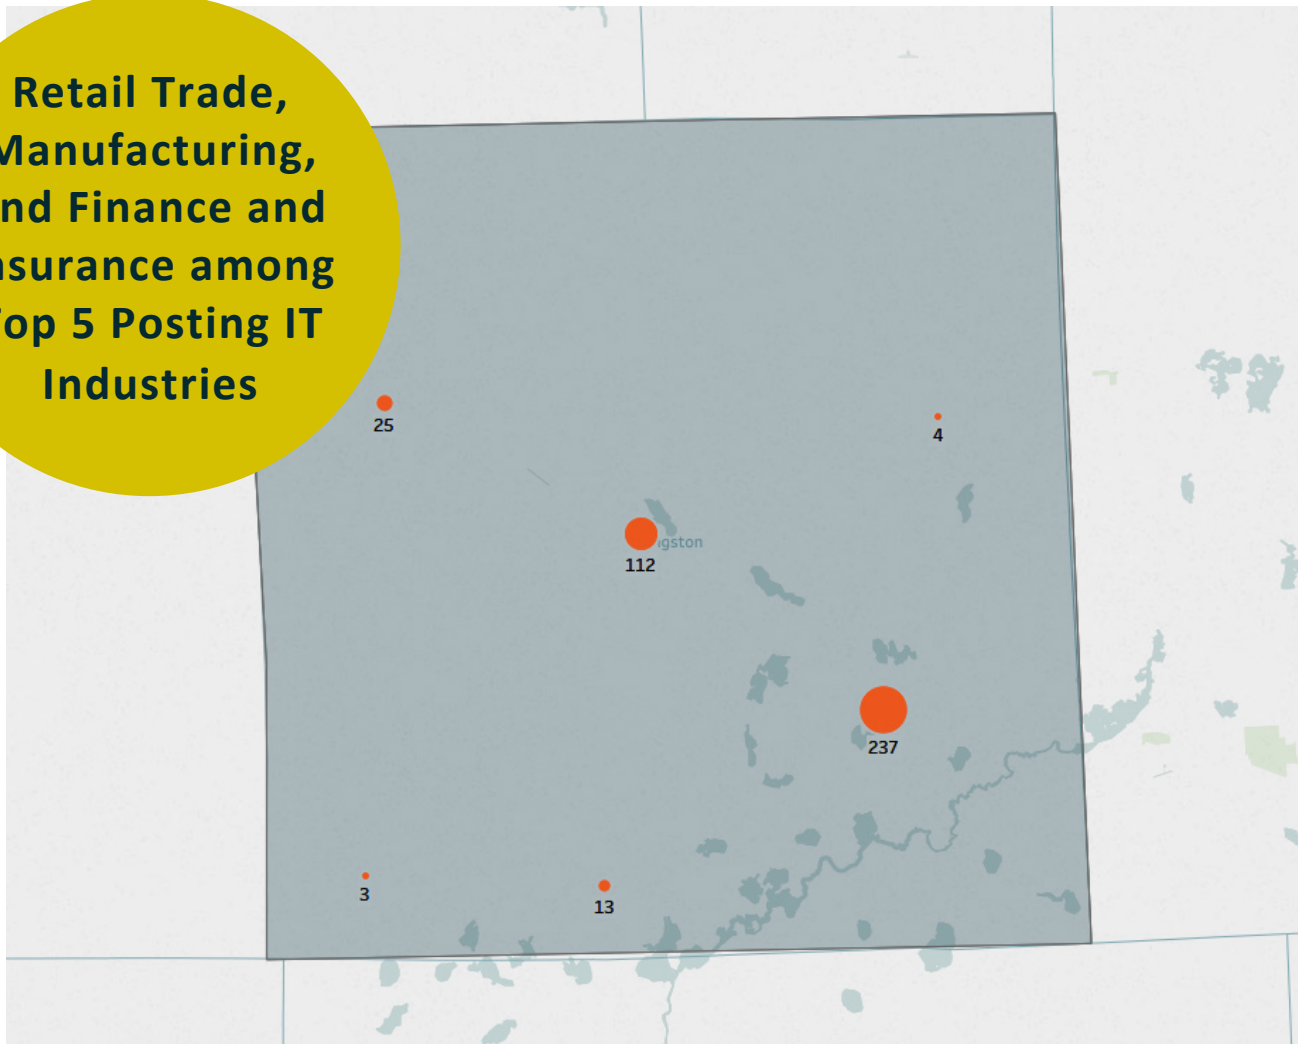 Retail Trade,
Manufacturing,
nd Finance and
nsurance among
Top 5 Posting IT
Industries
25
4
gston
112
237
3
13